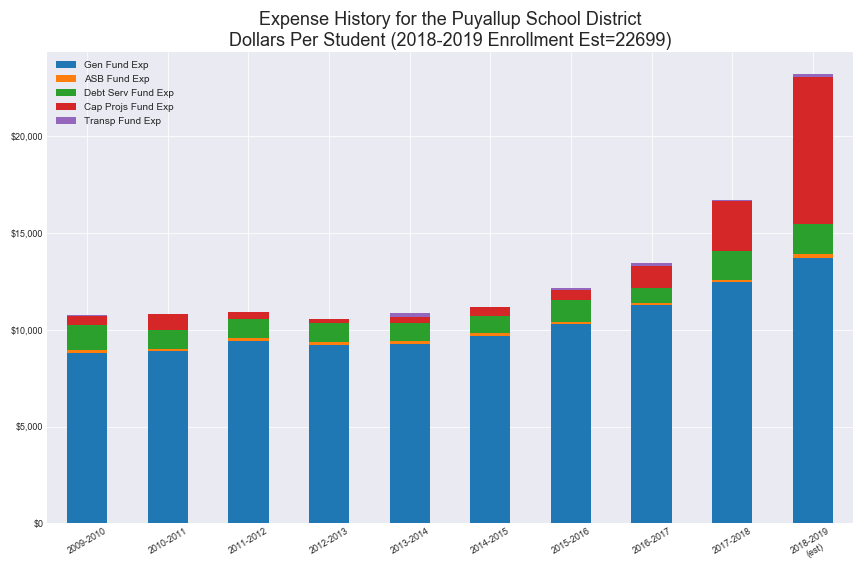 Expense History for the Puyallup School District
Dollars Per Student (2018-2019 Enrollment Est=22699)
Gen Fund Exp
ASB Fund Exp
Debt Serv Fund Exp
Cap Projs Fund Exp
Transp Fund Exp
$20,000
$15,000
$10,000
$5,000
$0
2009-2010
2010-2011
2011-2012
2012-2013
2013-2014
2014-2015
2015-2016
2016-2017
2017-2018
2018-2019
(est)